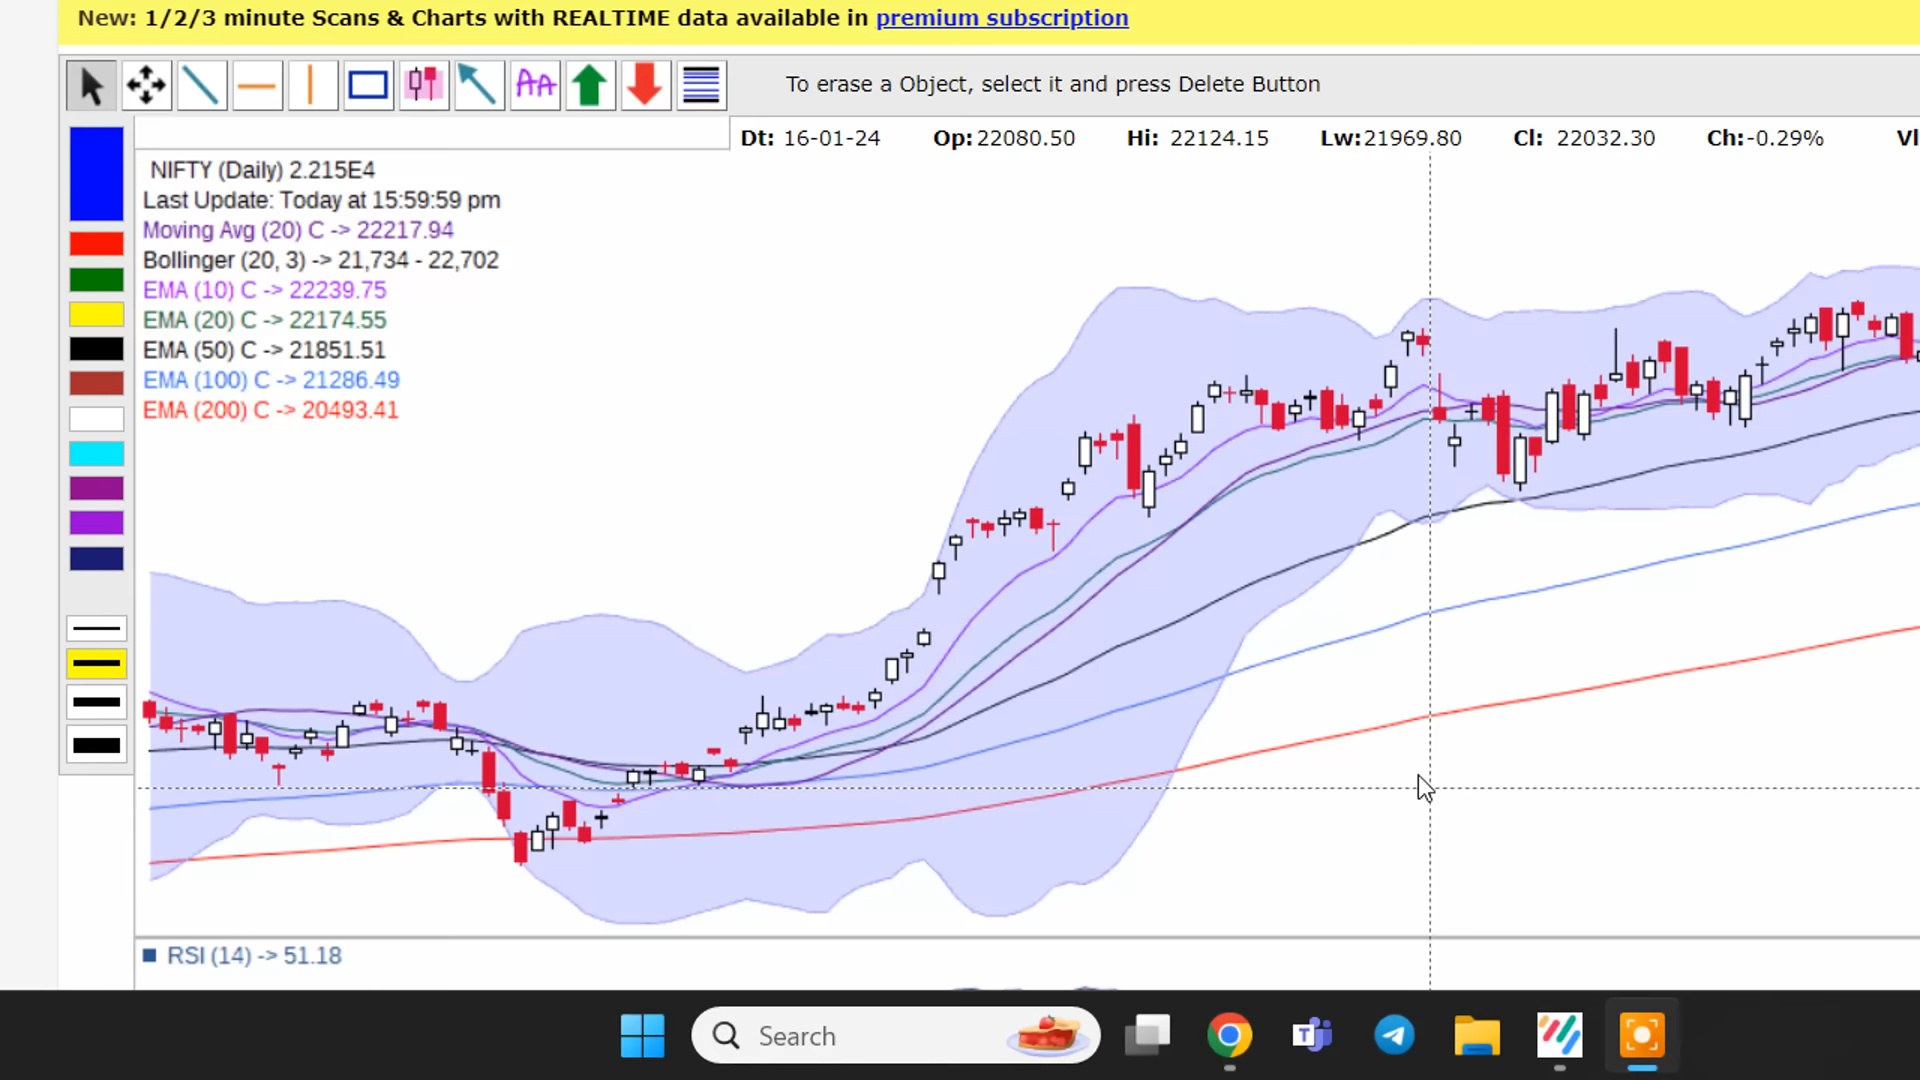 New: 1/2/3 minute Scans & Charts with REALTIME data available in premium subscription
AA
To erase a Object, select it and press Delete Button
Dt: 16-01-24 Op: 22080.50 Hi: 22124.15 Lw:21969.80 Cl: 22032.30 Ch:-0.29% Vl
NIFTY (Daily) 2.215E4
Last Update: Today at 15:59:59 pm
Moving Avg (20) C -> 22217.94
Bollinger (20, 3) -> 21,734 - 22,702
EMA (10) C -> 22239.75
EMA (20) C -> 22174.55
EMA (50) C -> 21851.51
EMA (100) C -> 21286.49
EMA (200) C -> 20493.41
RSI (14) -> 51.18
Search